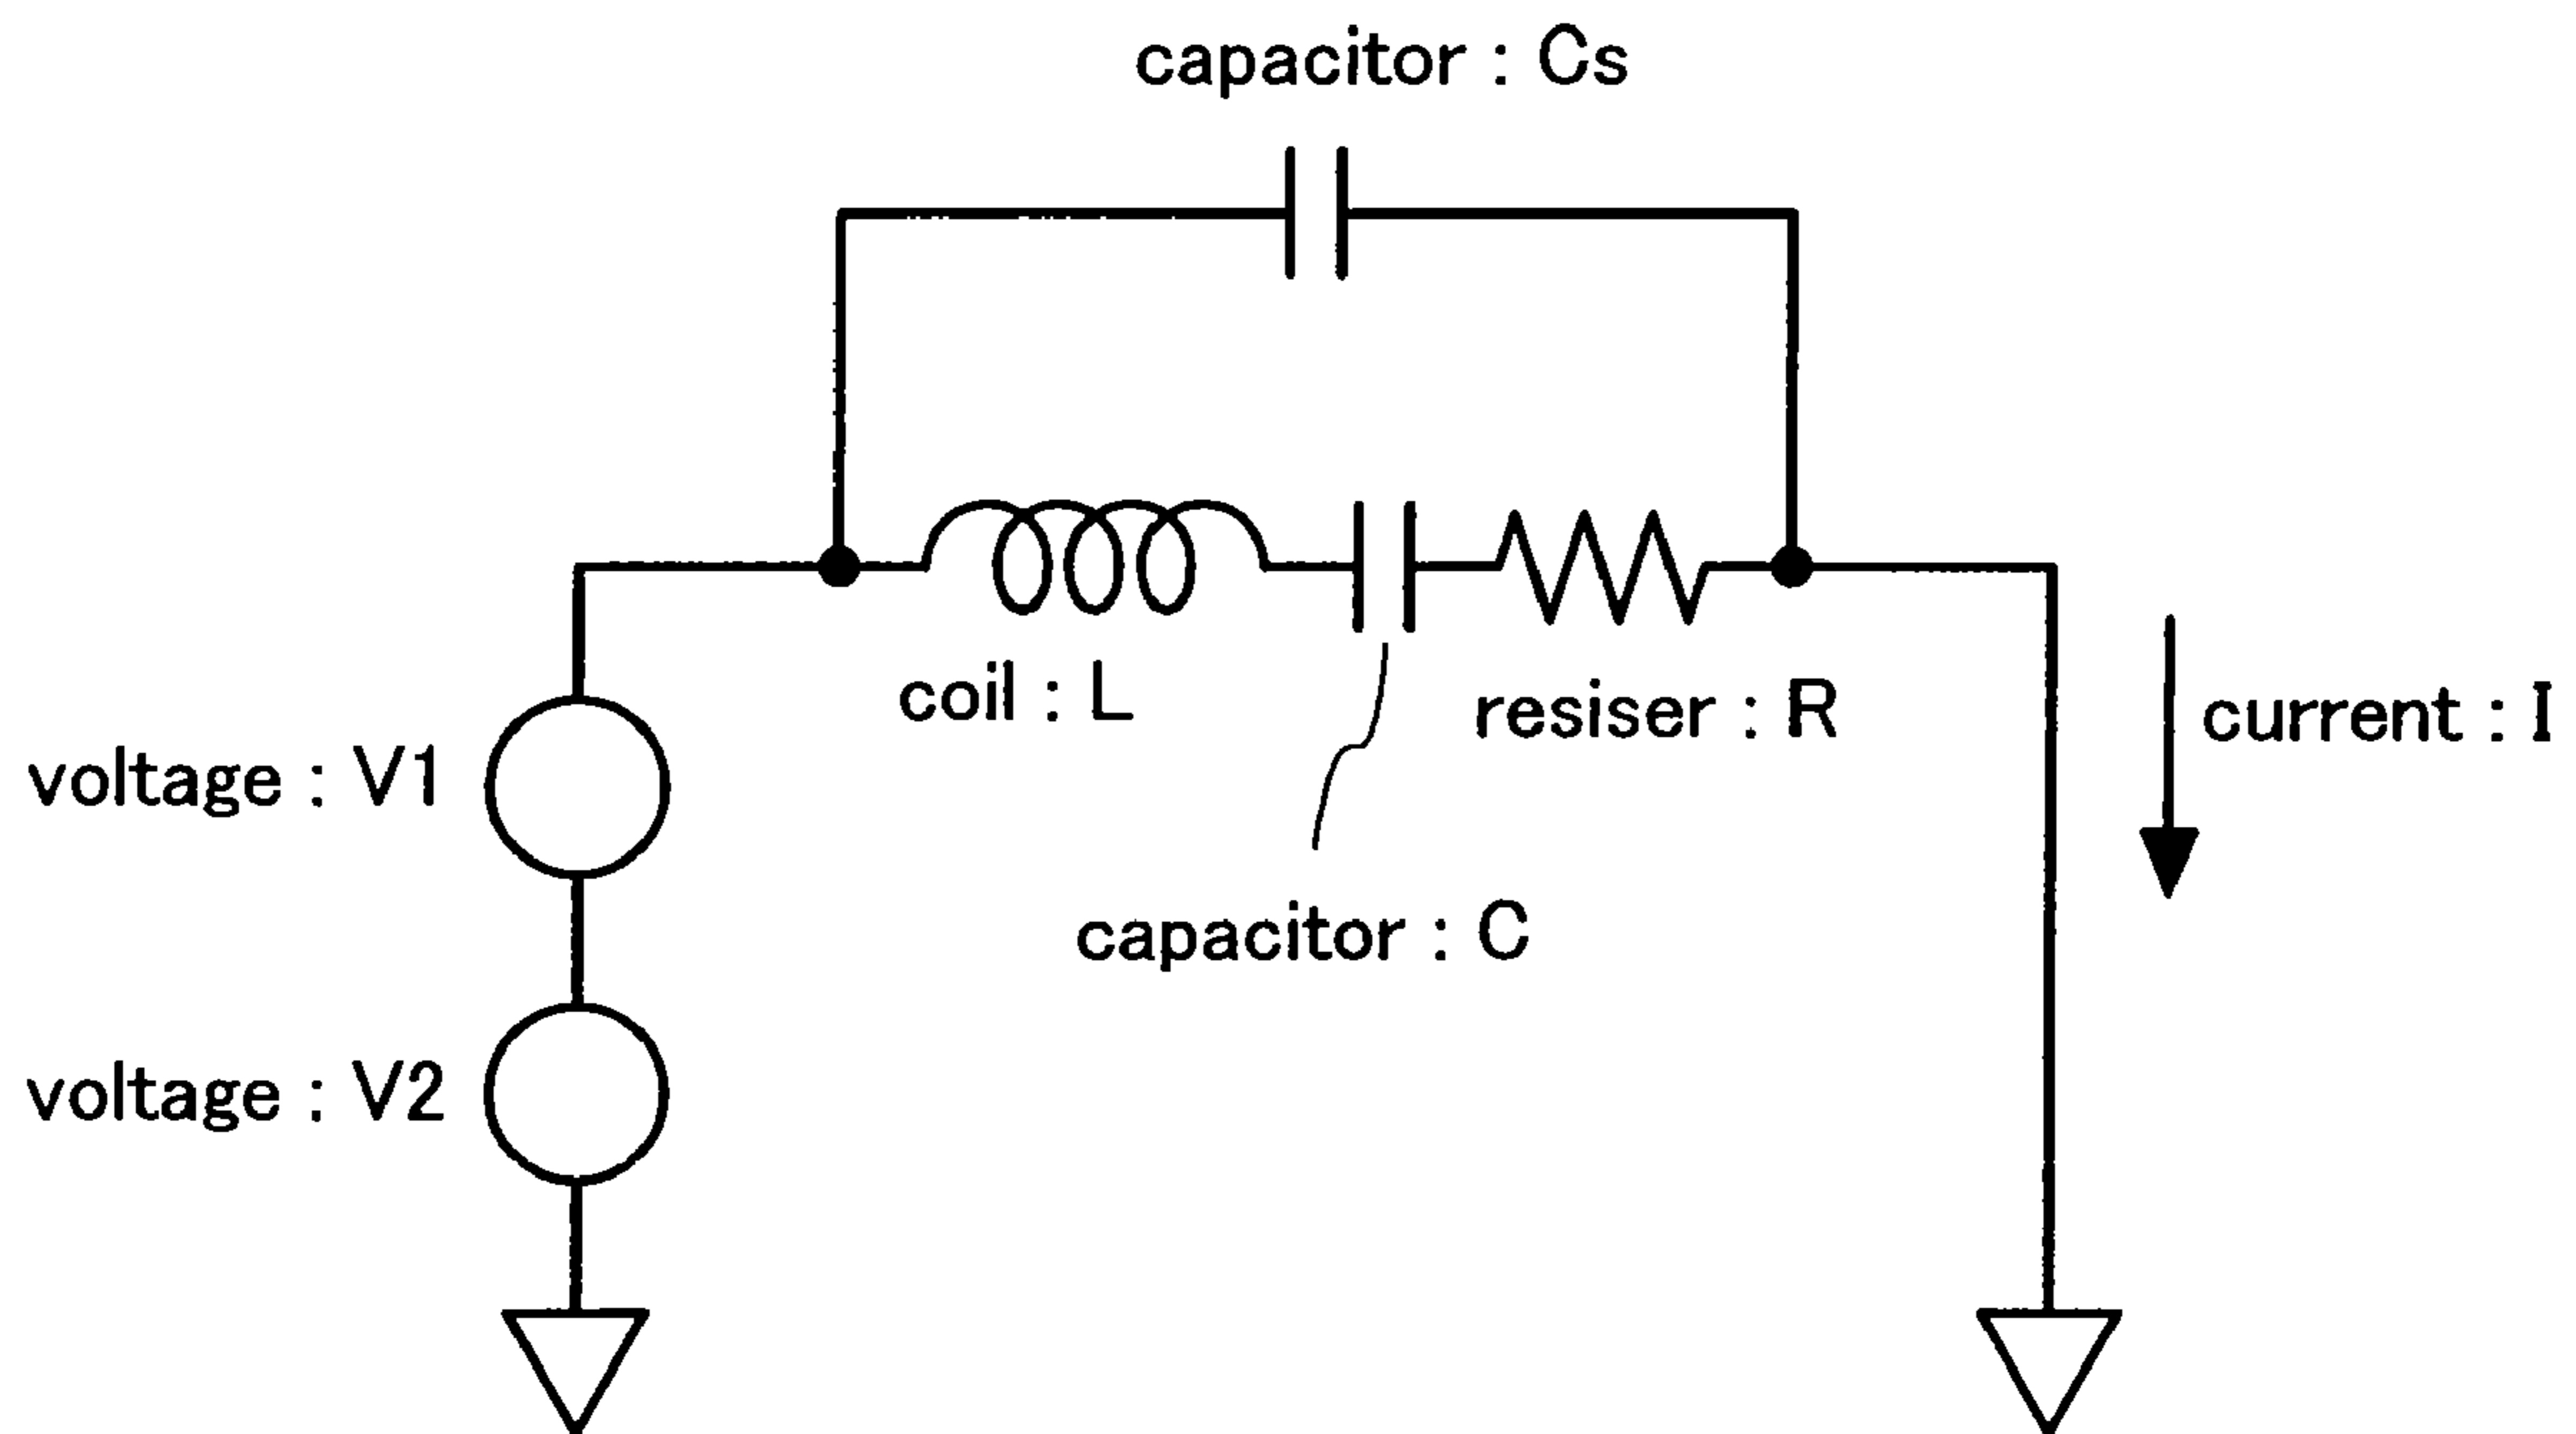 capacitor : Cs
coil : L
resiser : R
current : I
voltage : V1
capacitor : C
voltage : V2